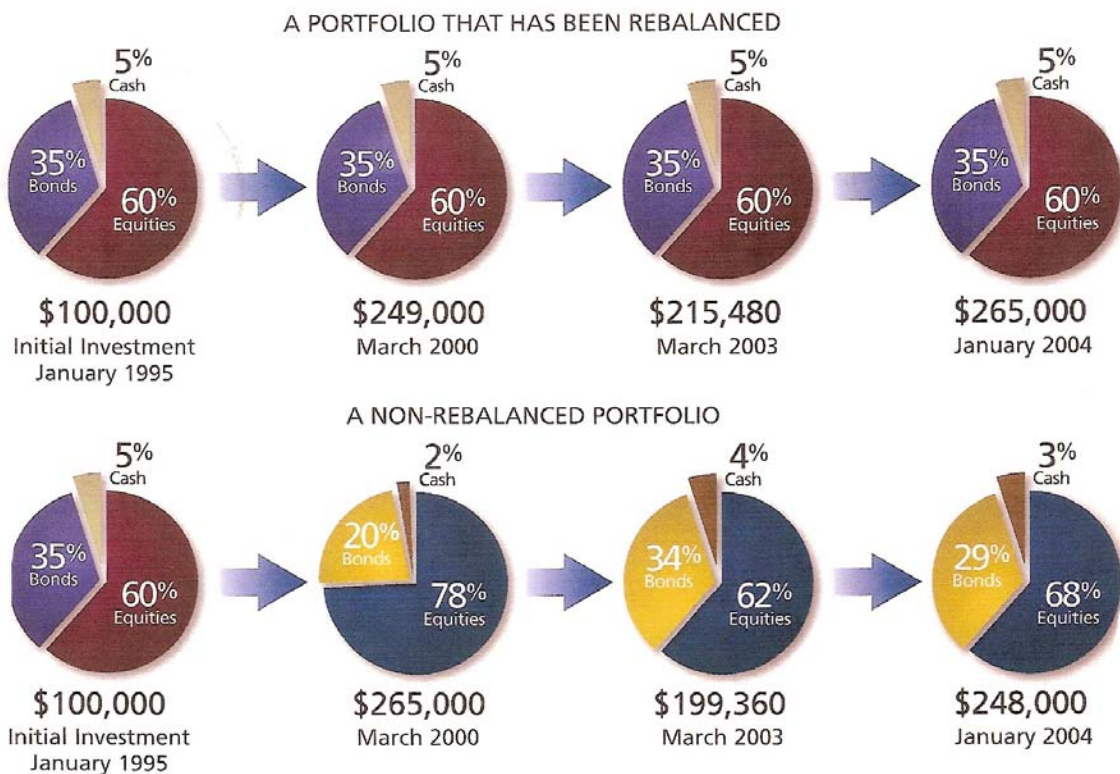 A PORTFOLIO THAT HAS BEEN REBALANCED
5%
Cash
35%
Bonds
60%
Equities
$100,000
Initial Investment
January 1995
5%
Cash
35%
Bonds
60%
Equities
$249,000
March 2000
5%
Cash
35%
Bonds
60%
Equities
$215,480
March 2003
5%
Cash
35%
Bonds
60%
Equities
$265,000
January 2004
A NON-REBALANCED PORTFOLIO
5%
Cash
35%
Bonds
60%
Equities
$100,000
Initial Investment
January 1995
2%
Cash
20%
Bonds
78%
Equities
$265,000
March 2000
4%
Cash
34%
Bonds
62%
Equities
$199,360
March 2003
3%
Cash
29%
Bonds
68%
Equities
$248,000
January 2004